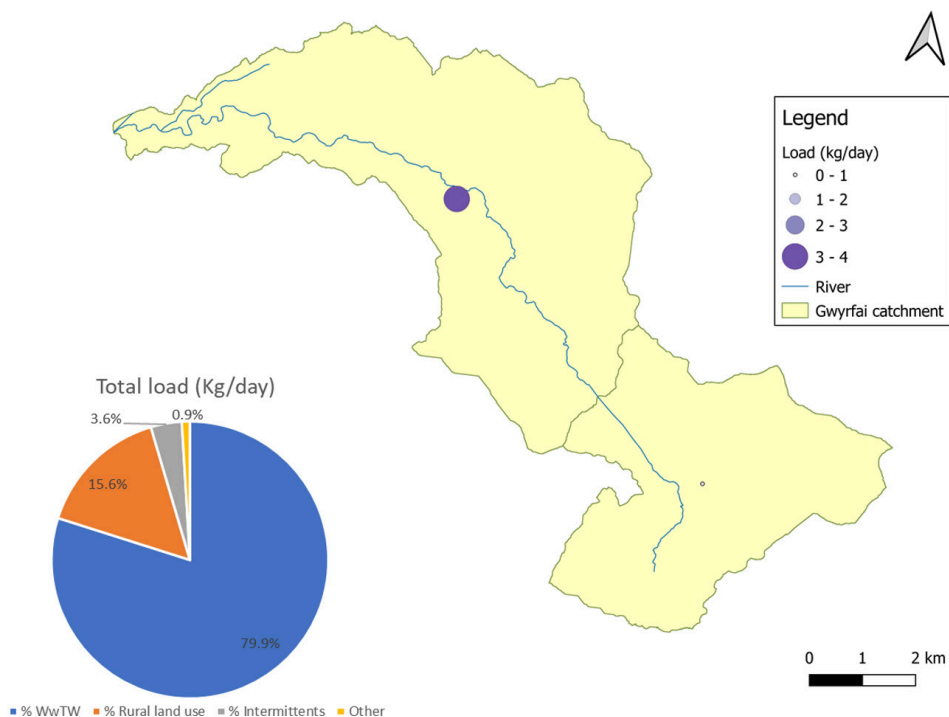 Legend
Load (kg/day)
0 - 1
1 - 2
2 - 3
3 - 4
River
Gwyrfai catchment
Total load (Kg/day)
3.6%
0.9%
15.6%
79.9%
0 1 2 km
% WwTW % Rural land use % Intermittents Other